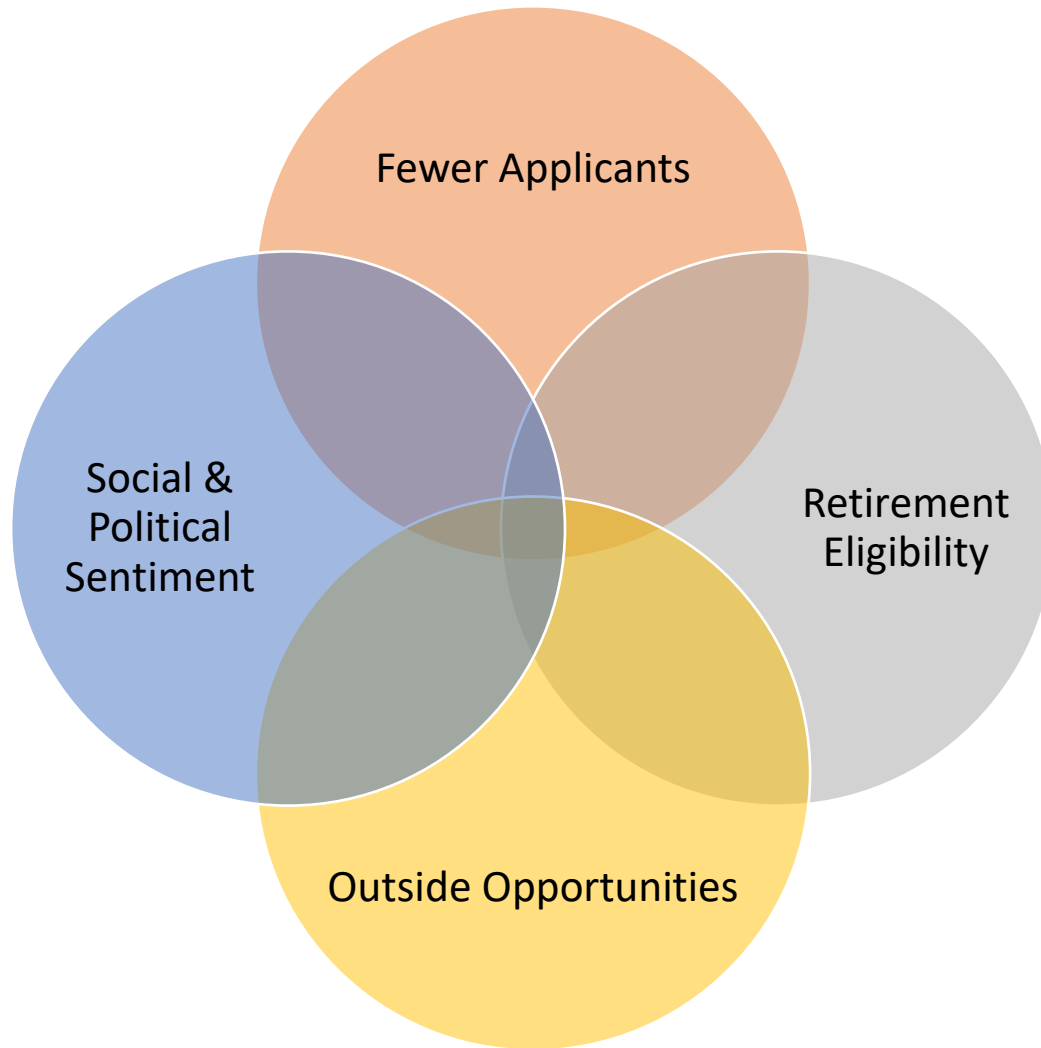 Fewer Applicants
Social &
Political
Sentiment
Retirement
Eligibility
Outside Opportunities